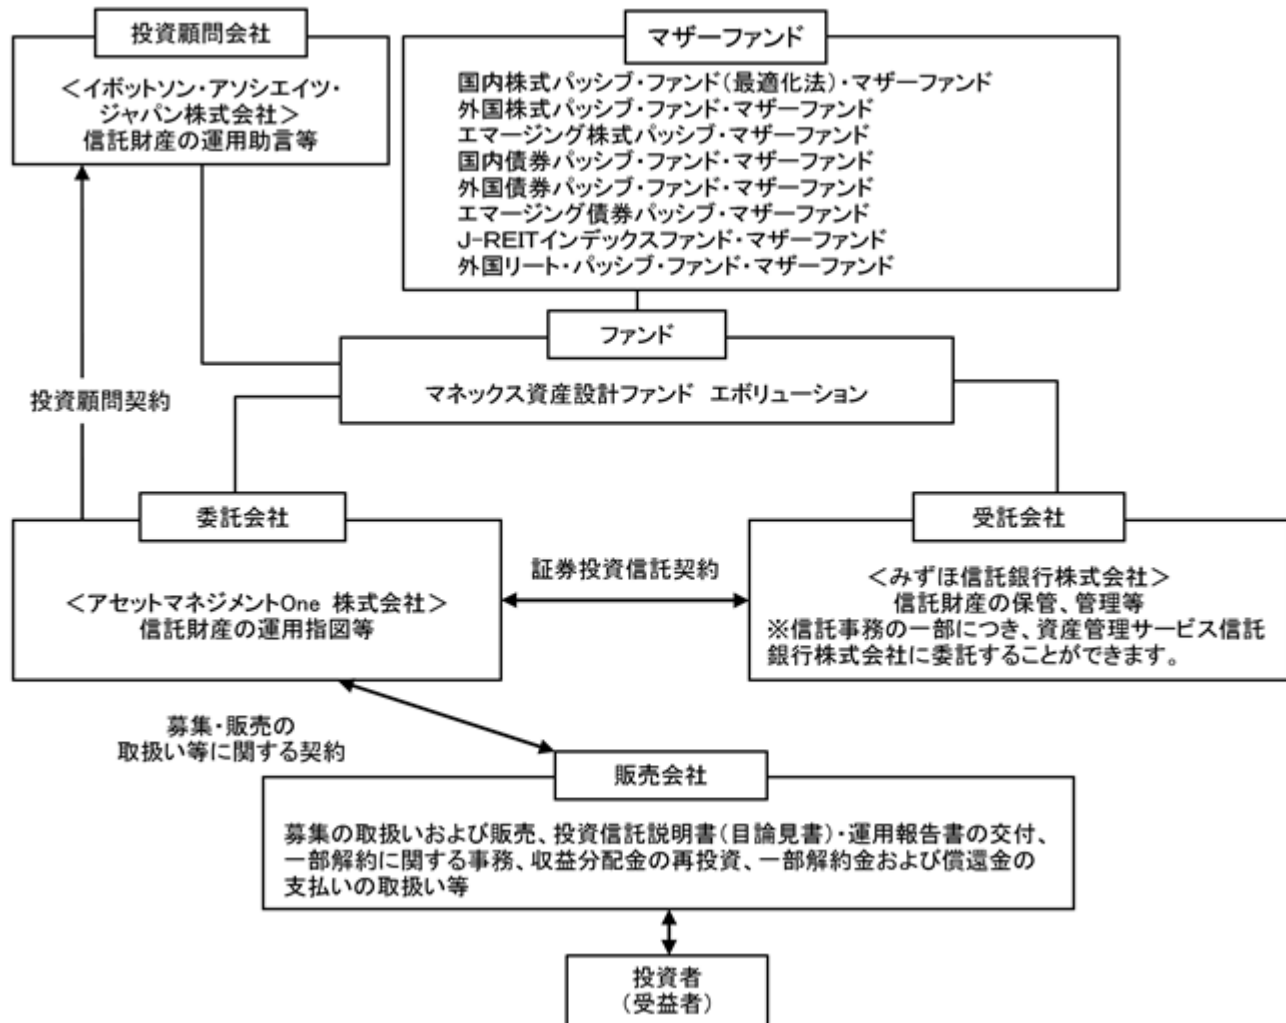 投資顧問会社
＜イボットソン・アソシエイツ・
ジャパン株式会社＞
信託財産の運用助言等
マザーファンド
国内株式パッシブ・ファンド（最適化法）・マザーファンド
外国株式パッシブ・ファンド・マザーファンド
エマージング株式パッシブ・マザーファンド
国内債券パッシブ・ファンド・マザーファンド
外国債券パッシブ・ファンド・マザーファンド
エマージング債券パッシブ・マザーファンド
J-REITインデックスファンド・マザーファンド
外国リート・パッシブ・ファンド・マザーファンド
ファンド
マネックス資産設計ファンド エボリューション
投資顧問契約
委託会社
＜アセットマネジメントOne 株式会社＞
信託財産の運用指図等
証券投資信託契約
受託会社
＜みずほ信託銀行株式会社＞
信託財産の保管、管理等
※信託事務の一部につき、資産管理サービス信託
銀行株式会社に委託することができます。
募集・販売の
取扱い等に関する契約
販売会社
募集の取扱いおよび販売、投資信託説明書（目論見書）・運用報告書の交付、
一部解約に関する事務、収益分配金の再投資、一部解約金および償還金の
支払いの取扱い等
投資者
（受益者）